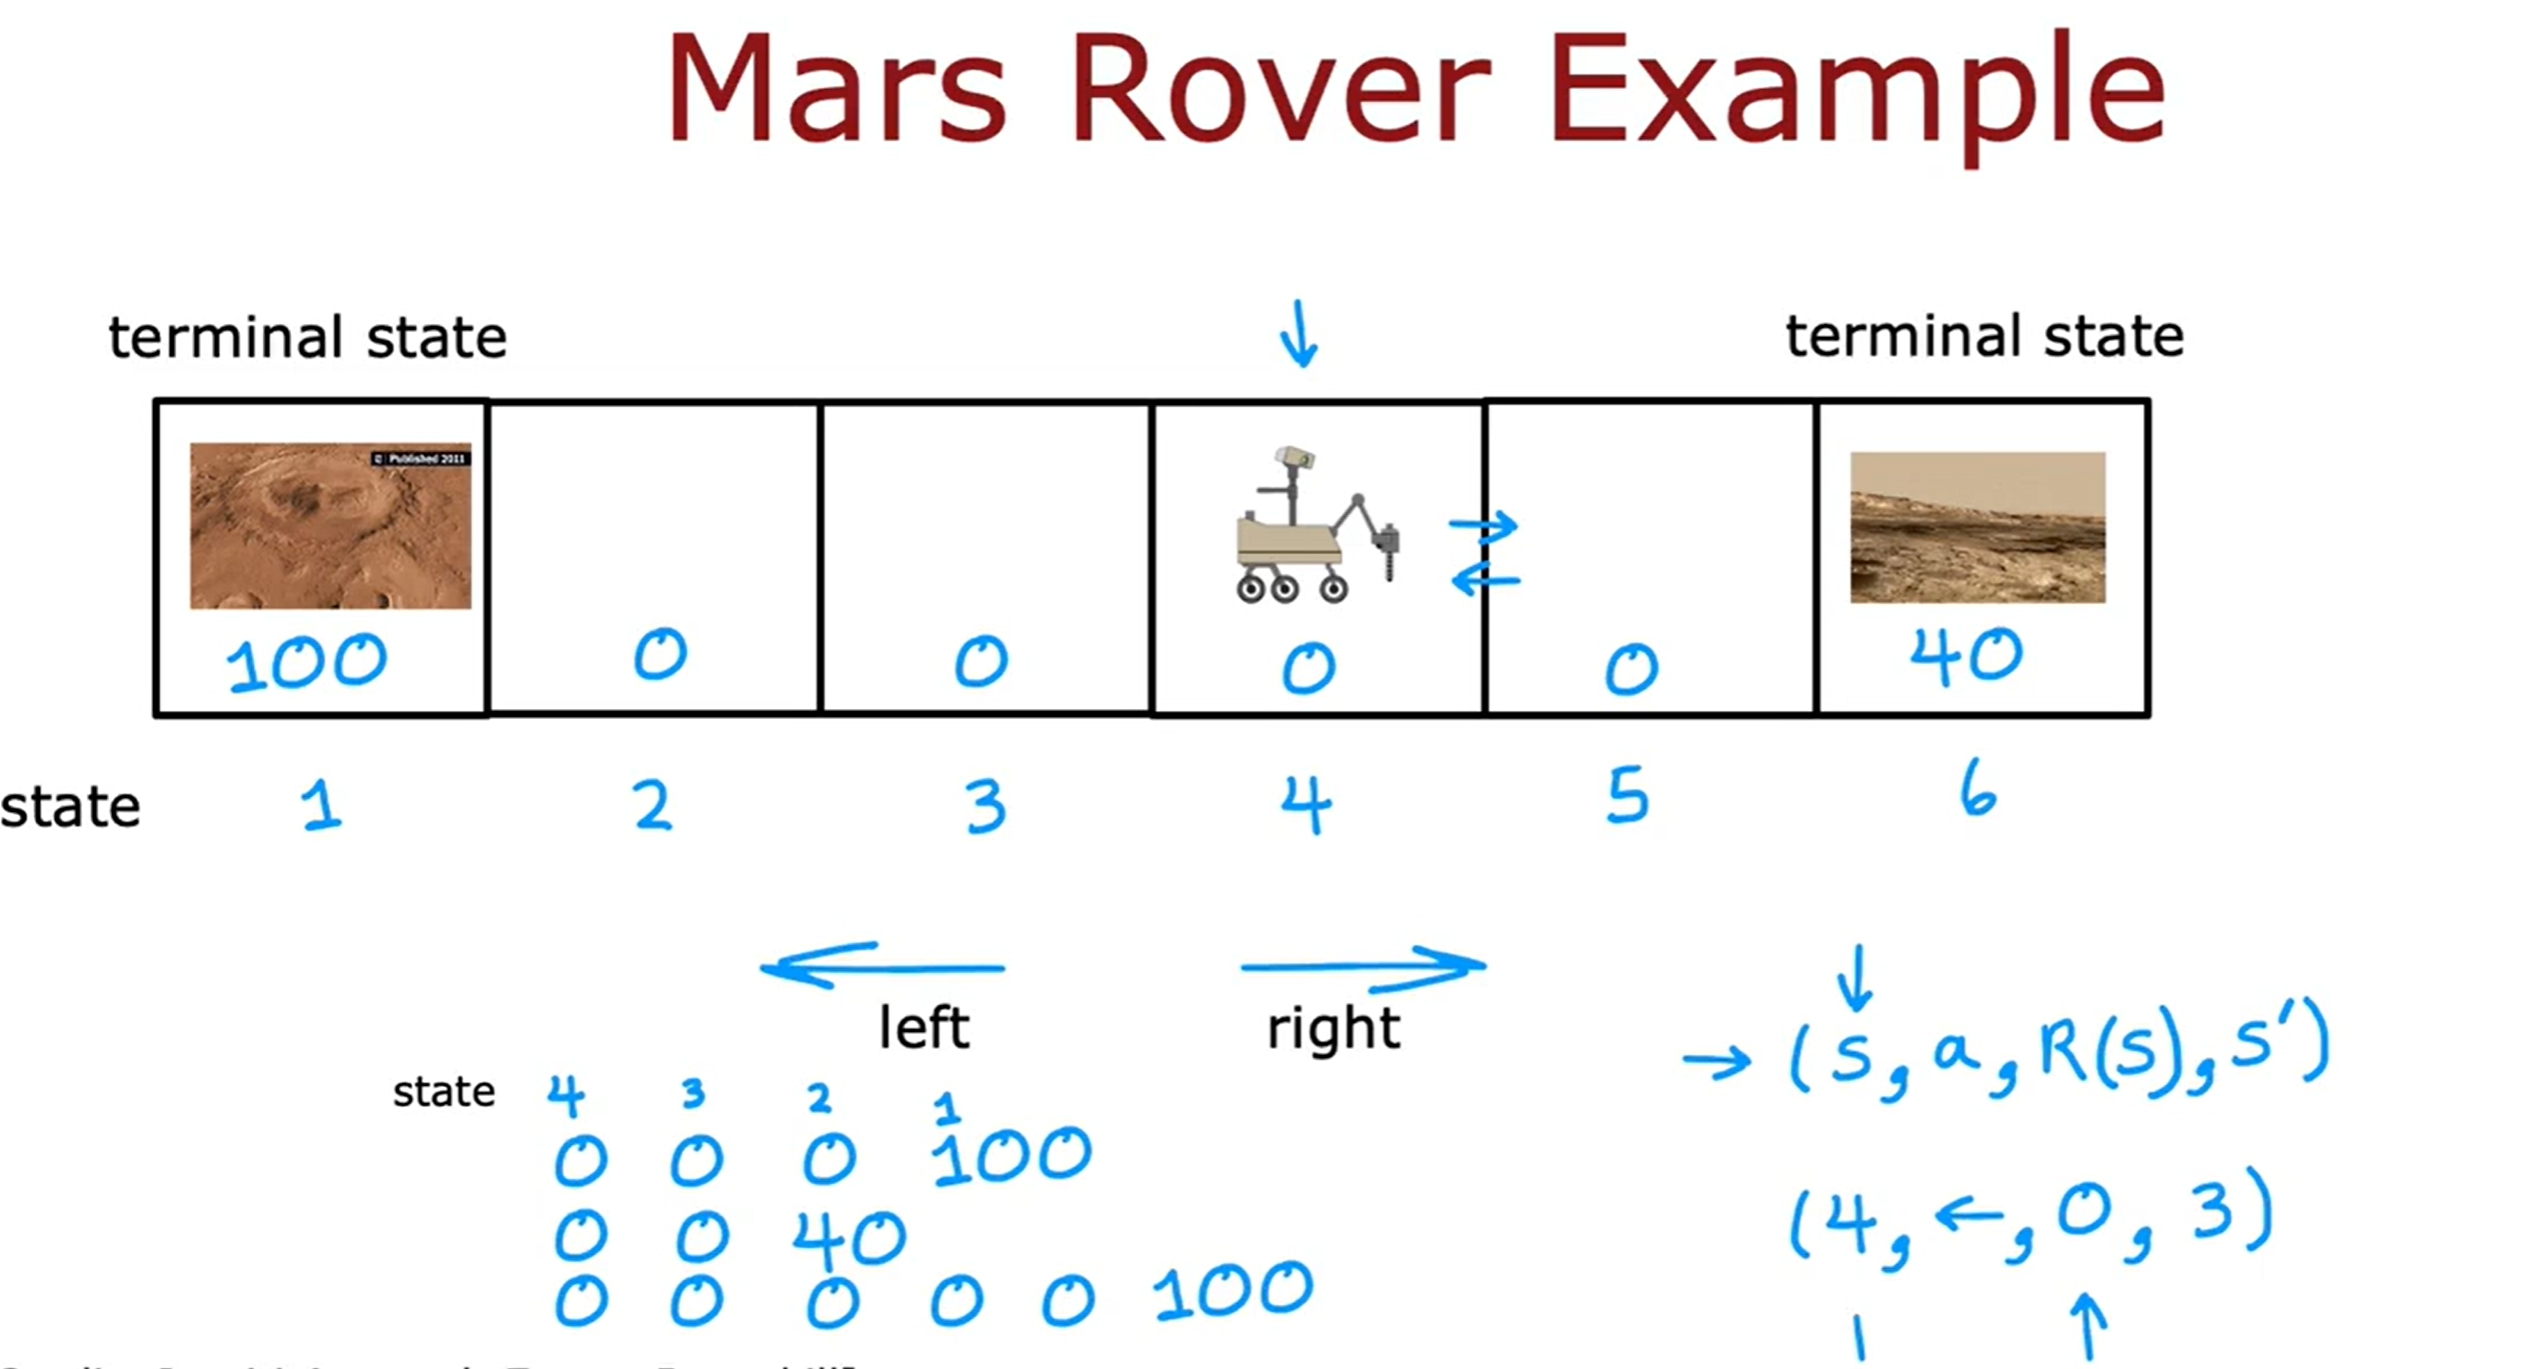 Mars Rover Example
terminal state terminal state
Published 2011
100 0 0 0 0 40
state 1 2 3 4 5 6
← left → right
→ (s, a, R(s), s')
state 4 3 2 1
0 0 0 100
(4, ←, 0, 3)
0 0 40
0 0 0 0 0 100